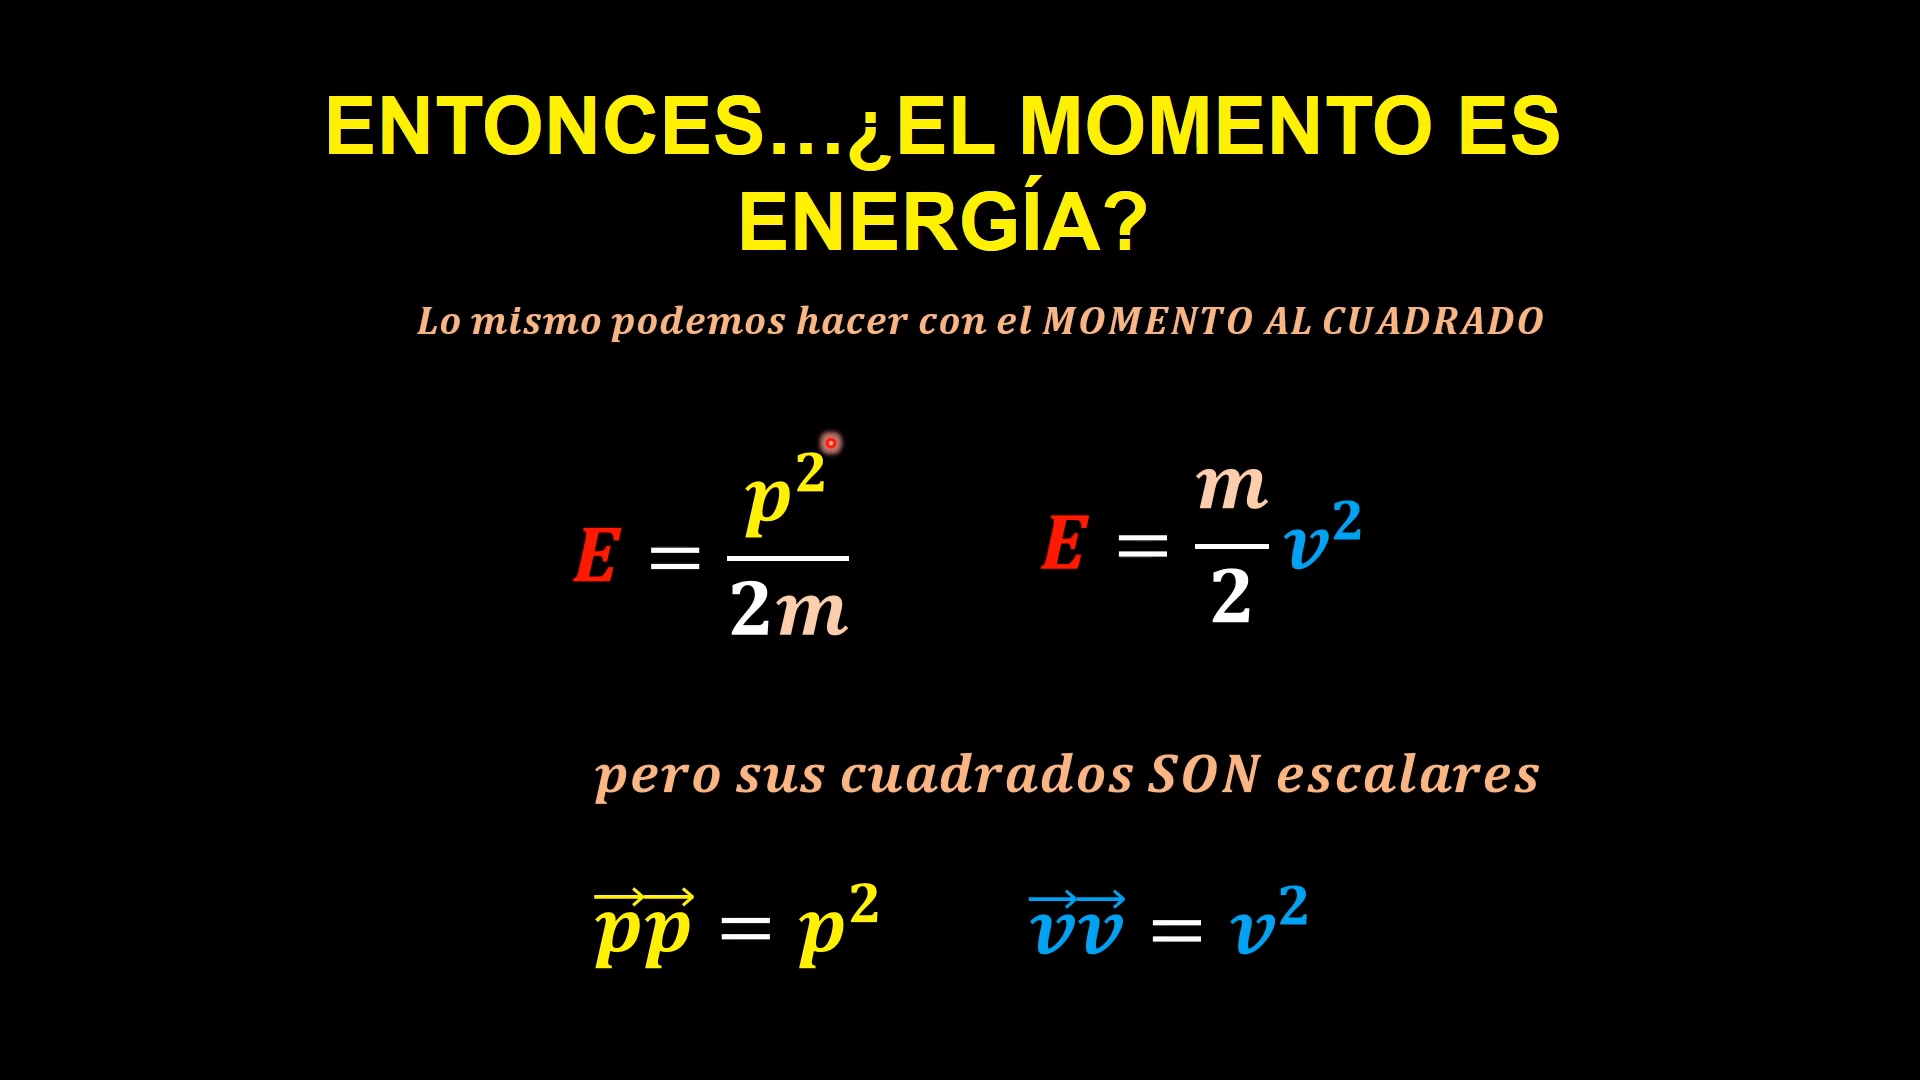 ENTONCES...¿EL MOMENTO ES
ENERGÍA?
Lo mismo podemos hacer con el MOMENTO AL CUADRADO
E = p²/2m
E = m/2 v²
pero sus cuadrados SON escalares
p⃗p⃗ = p²
v⃗v⃗ = v²